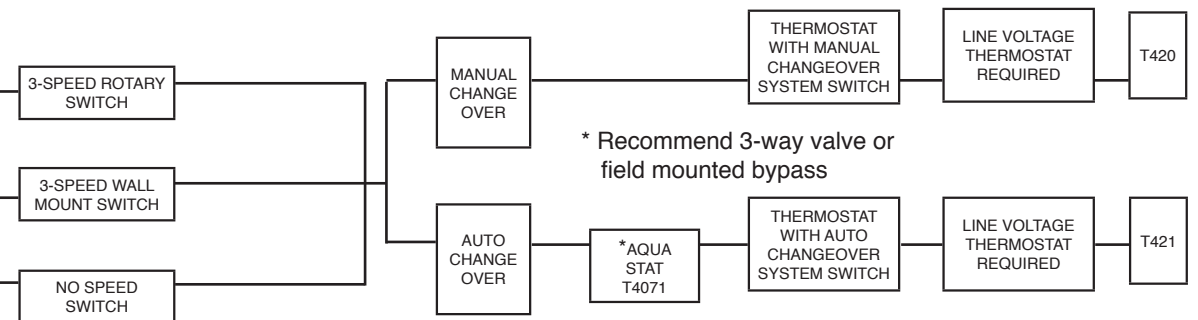 3-SPEED ROTARY
SWITCH
3-SPEED WALL
MOUNT SWITCH
NO SPEED
SWITCH
MANUAL
CHANGE
OVER
THERMOSTAT
WITH MANUAL
CHANGEOVER
SYSTEM SWITCH
LINE VOLTAGE
THERMOSTAT
REQUIRED
T420
* Recommend 3-way valve or
field mounted bypass
AUTO
CHANGE
OVER
*AQUA
STAT
T4071
THERMOSTAT
WITH AUTO
CHANGEOVER
SYSTEM SWITCH
LINE VOLTAGE
THERMOSTAT
REQUIRED
T421